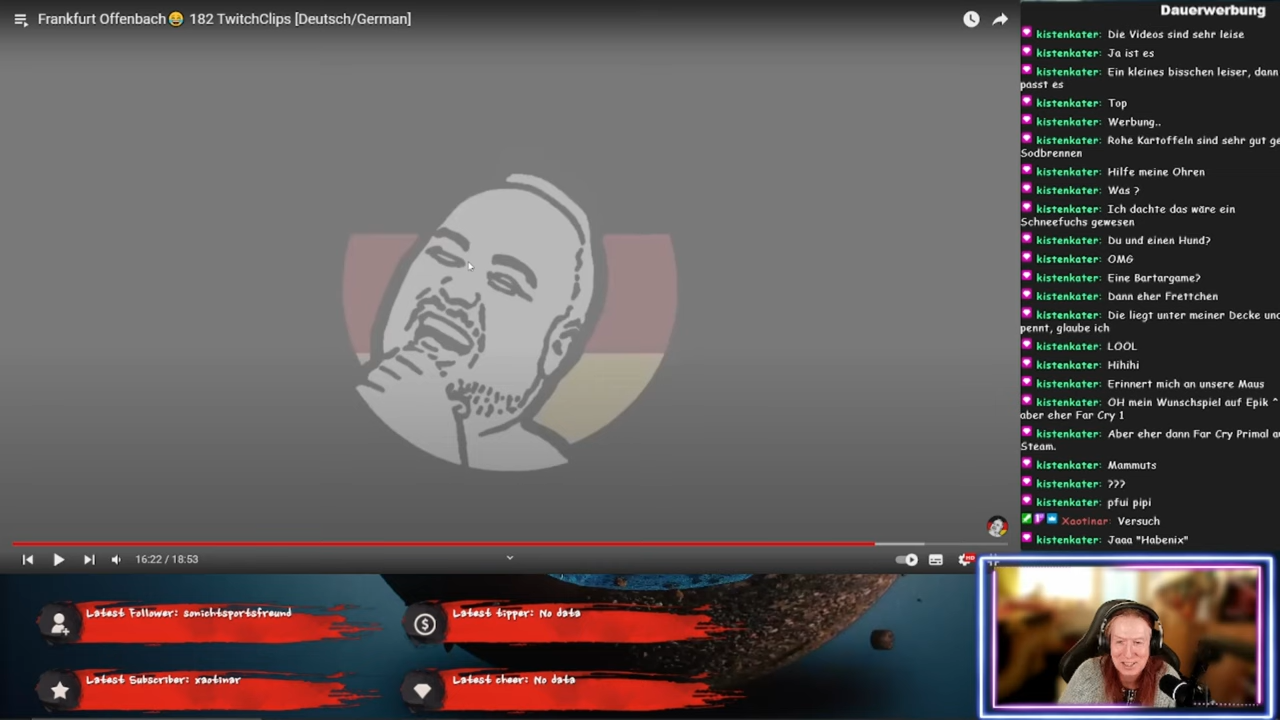 Frankfurt Offenbach😂 182 TwitchClips [Deutsch/German]
Dauerwerbung
kistenkater: Die Videos sind sehr leise
kistenkater: Ja ist es
kistenkater: Ein kleines bisschen leiser, dann
passt es
kistenkater: Top
kistenkater: Werbung..
kistenkater: Rohe Kartoffeln sind sehr gut ge
Sodbrennen
kistenkater: Hilfe meine Ohren
kistenkater: Was ?
kistenkater: Ich dachte das wäre ein
Schneefuchs gewesen
kistenkater: Du und einen Hund?
kistenkater: OMG
kistenkater: Eine Bartargame?
kistenkater: Dann eher Frettchen
kistenkater: Die liegt unter meiner Decke und
pennt, glaube ich
kistenkater: LOOL
kistenkater: Hihihi
kistenkater: Erinnert mich an unsere Maus
kistenkater: OH mein Wunschspiel auf Epik ^
aber eher Far Cry 1
kistenkater: Aber eher dann Far Cry Primal au
Steam.
kistenkater: Mammuts
kistenkater: ???
kistenkater: pfui pipi
Xaotinar: Versuch
kistenkater: Jaaa "Habenix"
16:22 / 18:53
HD
Latest Follower: sonichtsportsfreund
Latest tipper: No data
Latest Subscriber: xaotinar
Latest cheer: No data